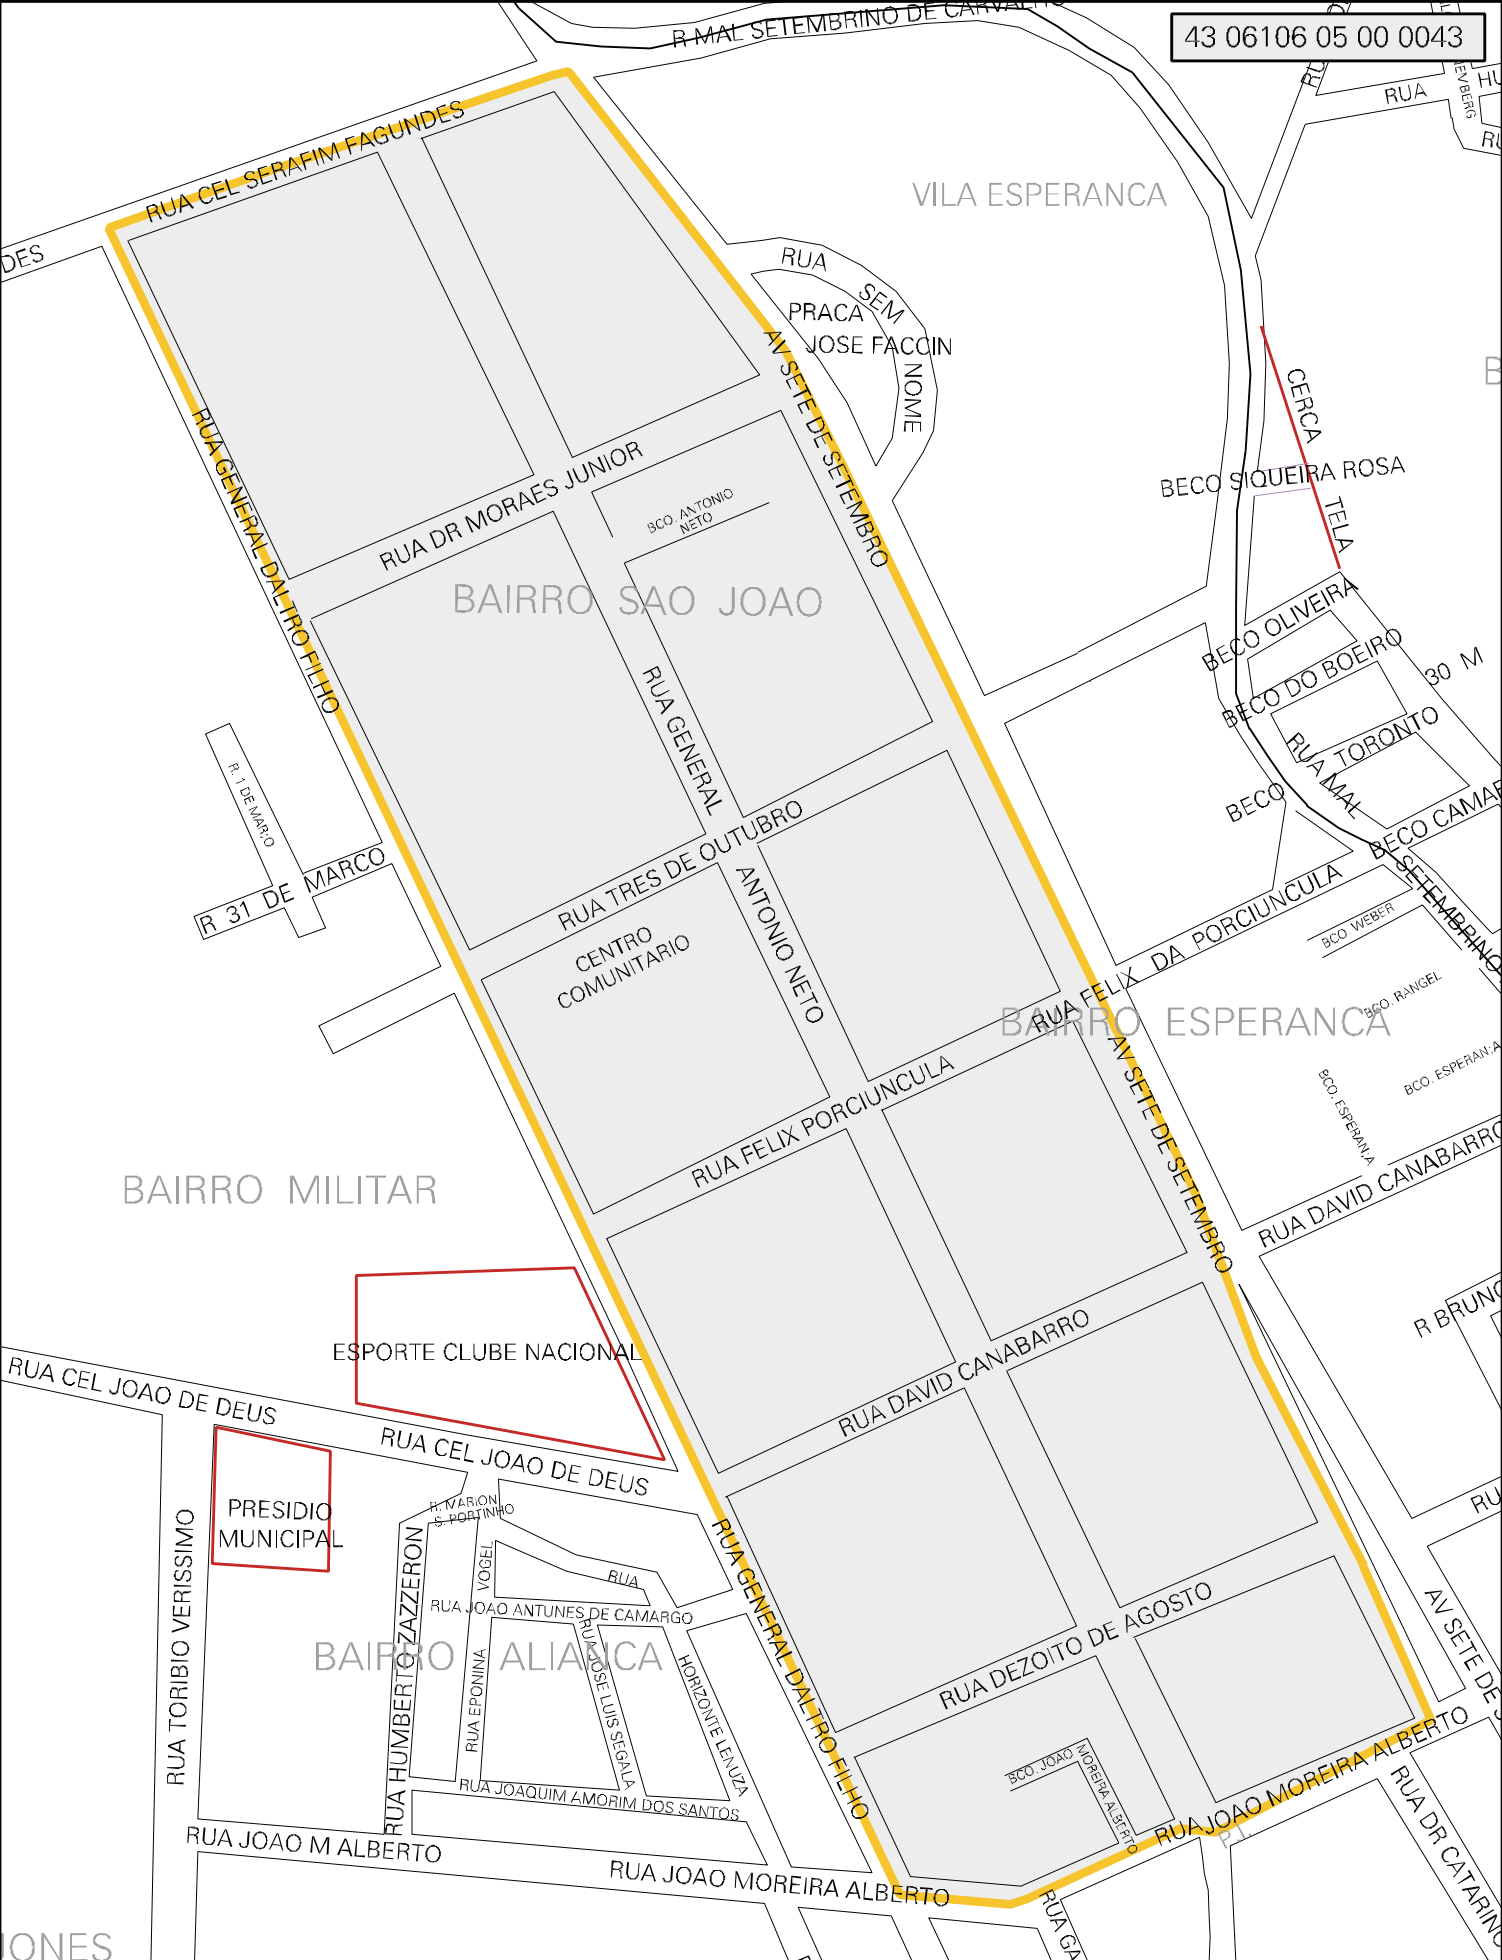 R MAL SETEMBRINO DE CARVALHO
43 06106 05 00 0043
RUA
RUA CEL SERAFIM FAGUNDES
VILA ESPERANCA
RUA
SEM
NOME
PRACA
JOSE FACCIN
AV SETE DE SETEMBRO
CERCA
TELA
BECO SIQUEIRA ROSA
RUA GENERAL DALTRO FILHO
RUA DR MORAES JUNIOR
BCO. ANTONIO
NETO
BAIRRO SAO JOAO
BECO OLIVEIRA
BECO DO BOEIRO
30 M
RUA GENERAL
ANTONIO NETO
BECO
TORONTO
RUA MAL
SETEMBRINO
R. 1 DE MAR;O
R 31 DE MARCO
RUA TRES DE OUTUBRO
CENTRO
COMUNITARIO
RUA FELIX DA PORCIUNCULA
BCO. WEBER
BCO. RANGEL
BAIRRO ESPERANCA
BCO. ESPERAN;A
BCO. ESPERAN;A
AV SETE DE SETEMBRO
RUA FELIX PORCIUNCULA
BAIRRO MILITAR
RUA DAVID CANABARRO
R BRUNO
ESPORTE CLUBE NACIONAL
RUA DAVID CANABARRO
RUA CEL JOAO DE DEUS
RUA CEL JOAO DE DEUS
PRESIDIO
MUNICIPAL
R. MARION
S. PORTINHO
RUA TORIBIO VERISSIMO
RUA HUMBERTO ZAZZERON
VOGEL
RUA EPONINA
RUA
RUA JOAO ANTUNES DE CAMARGO
RUA JOSE LUIS SEGALA
HORIZONTE LENUZA
BAIRRO ALIANCA
RUA GENERAL DALTRO FILHO
RUA DEZOITO DE AGOSTO
AV SETE DE S
BCO. JOAO
MOREIRA ALBERTO
RUA JOAO MOREIRA ALBERTO
RUA JOAQUIM AMORIM DOS SANTOS
RUA JOAO M ALBERTO
RUA JOAO MOREIRA ALBERTO
RUA DR CATARINO
RUA GA
JONES